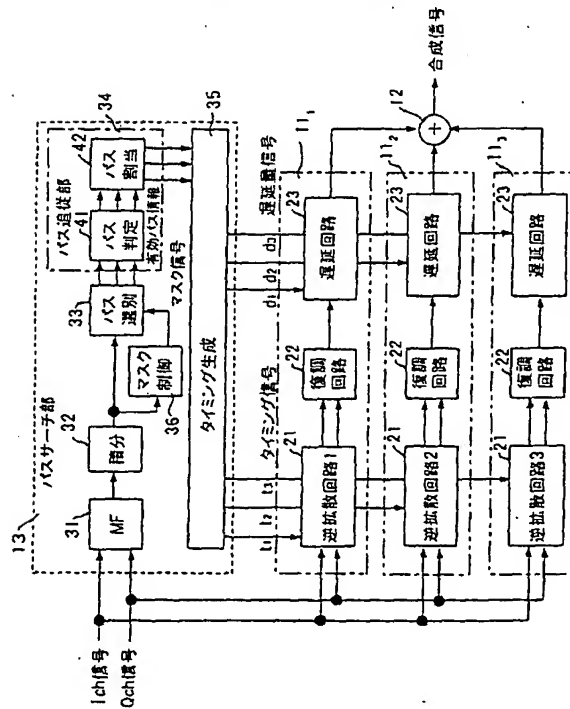 13
パスサーチ部
31
MF
32
積分
33
パス
選別
パス追従部
41
パス
判定
42
パス
割当
34
有効パス情報
マスク信号
マスク
制御
36
タイミング生成
35
Ich信号
Qch信号
タイミング信号
t₁
t₂
t₃
遅延量信号
d₁
d₂
d₃
11₁
21
逆拡散回路1
22
復調
回路
23
遅延回路
11₂
21
逆拡散回路2
22
復調
回路
23
遅延回路
11₃
21
逆拡散回路3
22
復調
回路
23
遅延回路
12
+
合成信号